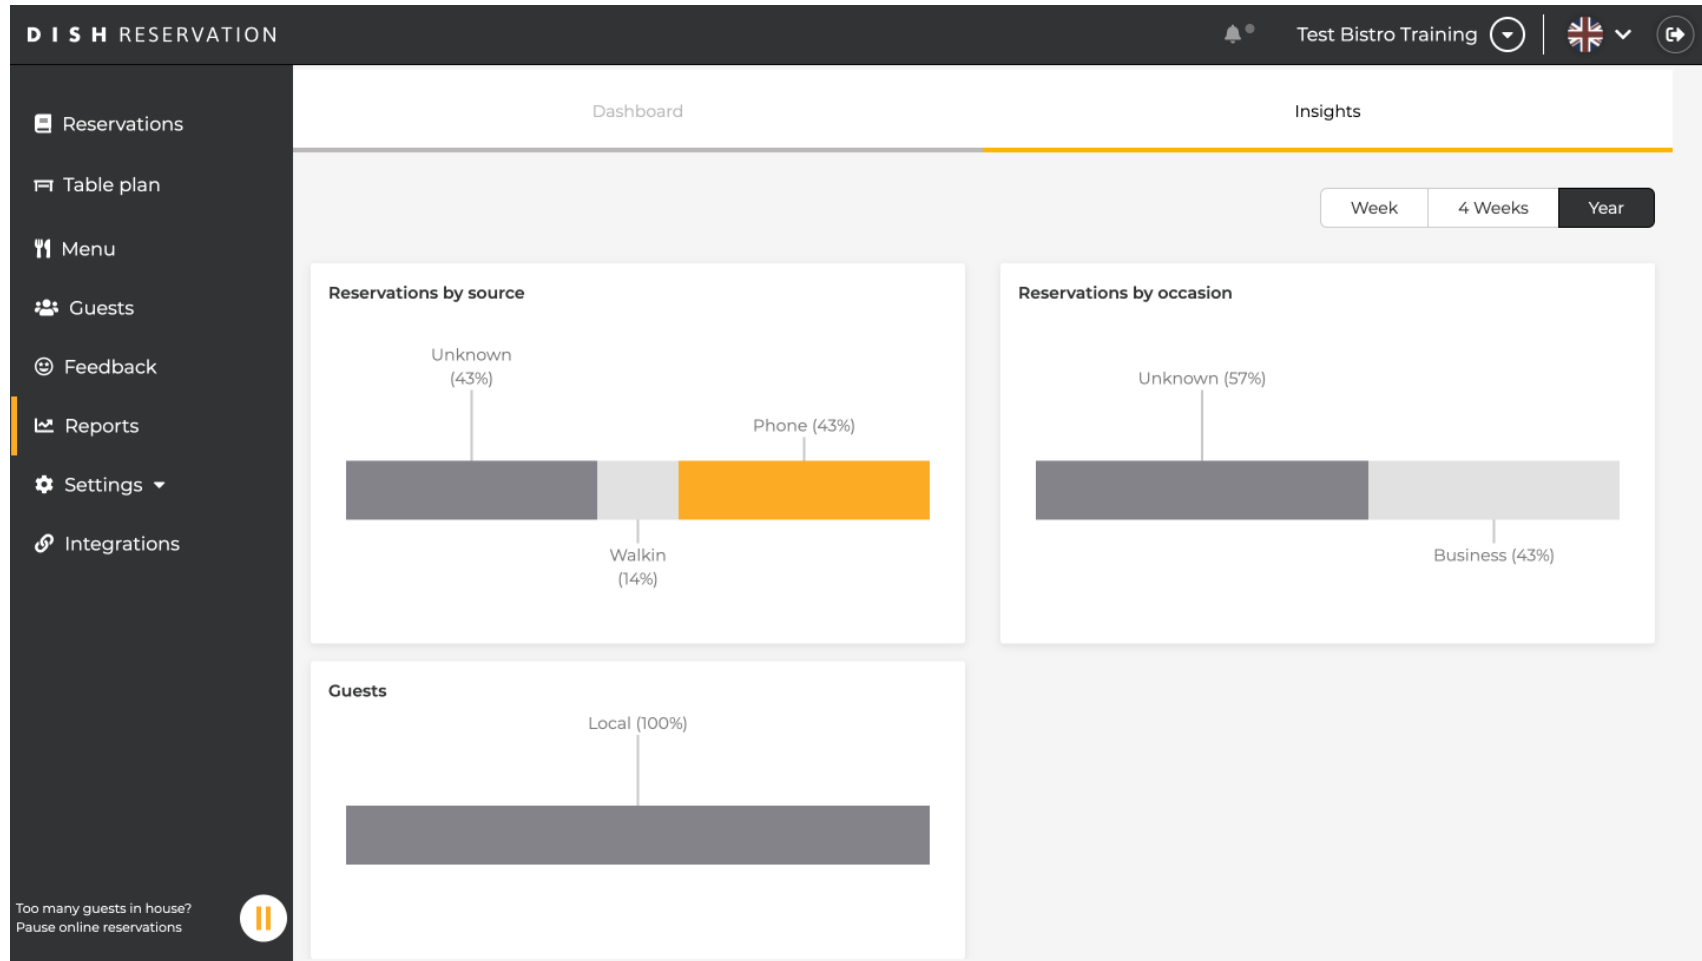 DISH RESERVATION
Test Bistro Training
Reservations
Table plan
Menu
Guests
Feedback
Reports
Settings
Integrations
Too many guests in house?
Pause online reservations
Dashboard
Insights
Week
4 Weeks
Year
Reservations by source
Unknown
(43%)
Phone (43%)
Walkin
(14%)
Reservations by occasion
Unknown (57%)
Business (43%)
Guests
Local (100%)